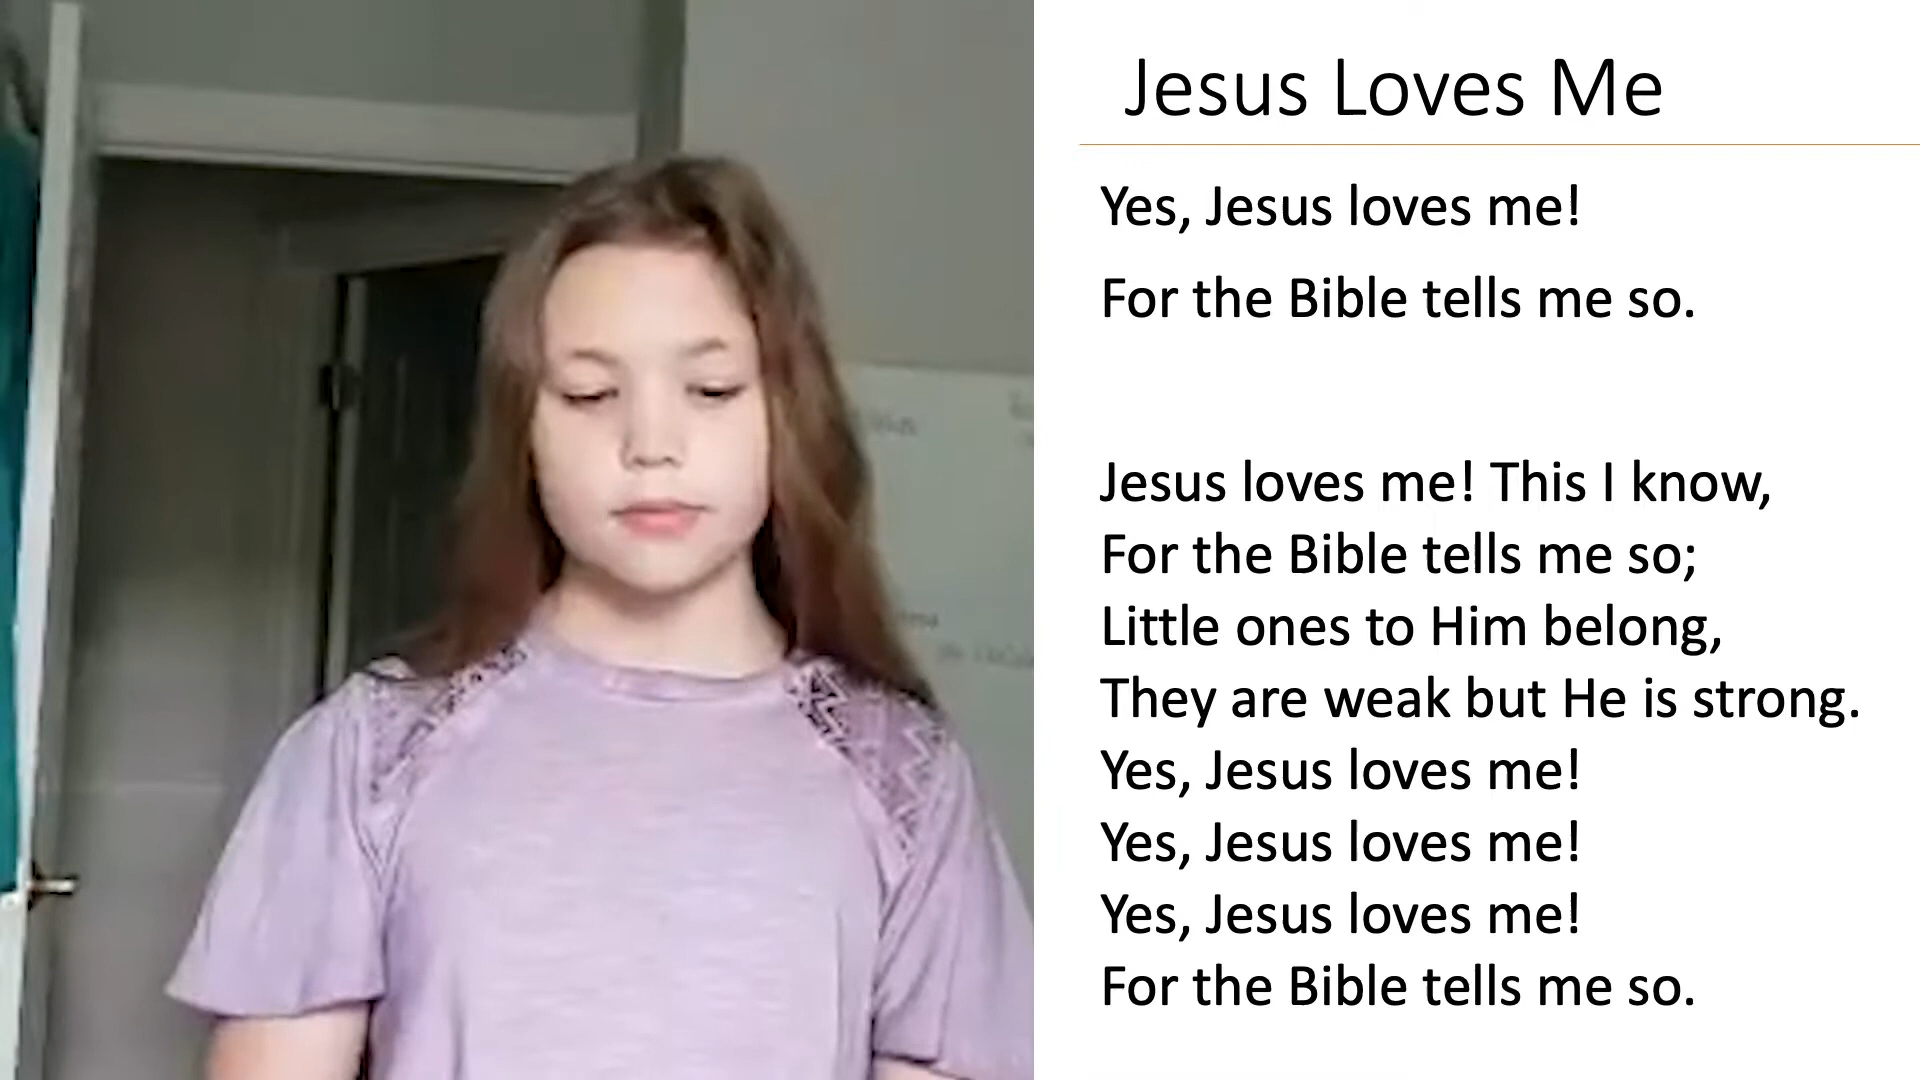 Jesus Loves Me
Yes, Jesus loves me!
For the Bible tells me so.
Jesus loves me! This I know,
For the Bible tells me so;
Little ones to Him belong,
They are weak but He is strong.
Yes, Jesus loves me!
Yes, Jesus loves me!
Yes, Jesus loves me!
For the Bible tells me so.